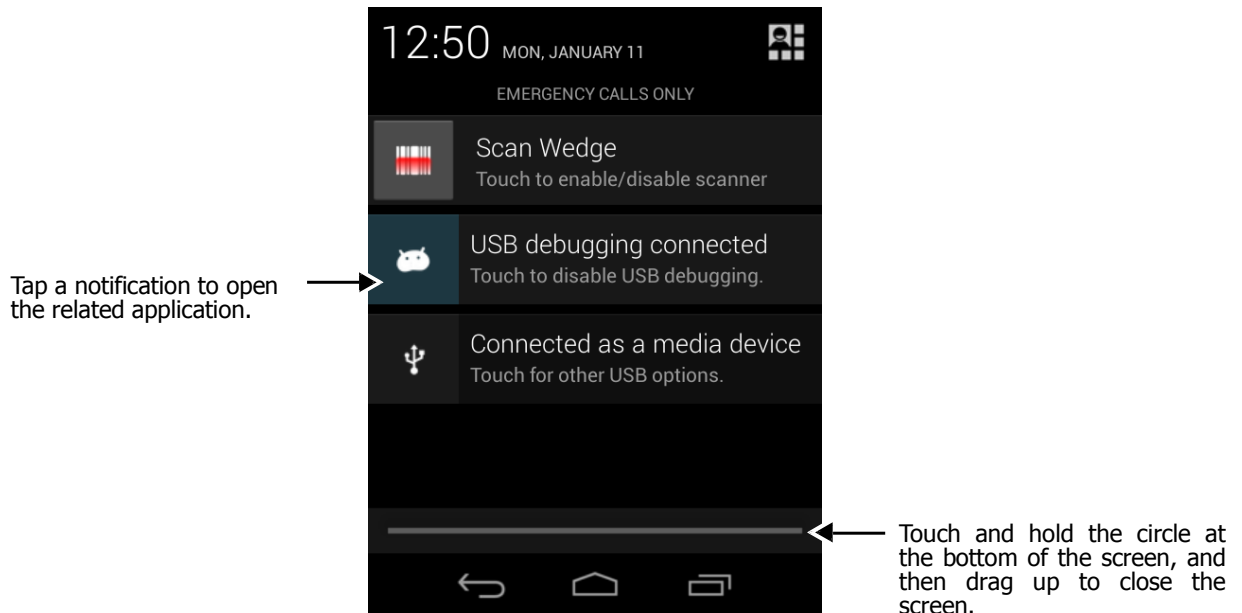 12:50 MON, JANUARY 11
EMERGENCY CALLS ONLY
Scan Wedge
Touch to enable/disable scanner
USB debugging connected
Touch to disable USB debugging.
Tap a notification to open
the related application.
Connected as a media device
Touch for other USB options.
Touch and hold the circle at
the bottom of the screen, and
then drag up to close the
screen.